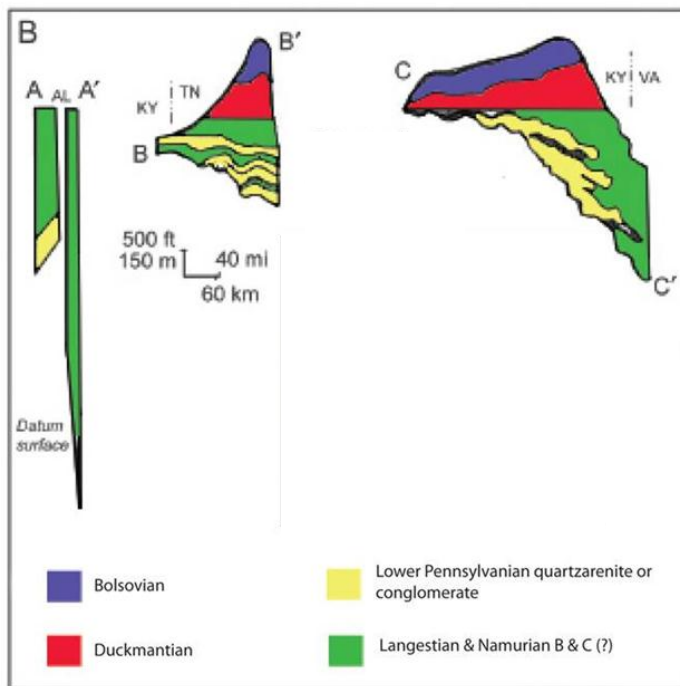 B
A AL A′
KY TN
B′
B
C
KY VA
C′
500 ft
150 m
40 mi
60 km
Datum
surface
Bolsovian
Lower Pennsylvanian quartzarenite or
conglomerate
Duckmantian
Langestian & Namurian B & C (?)